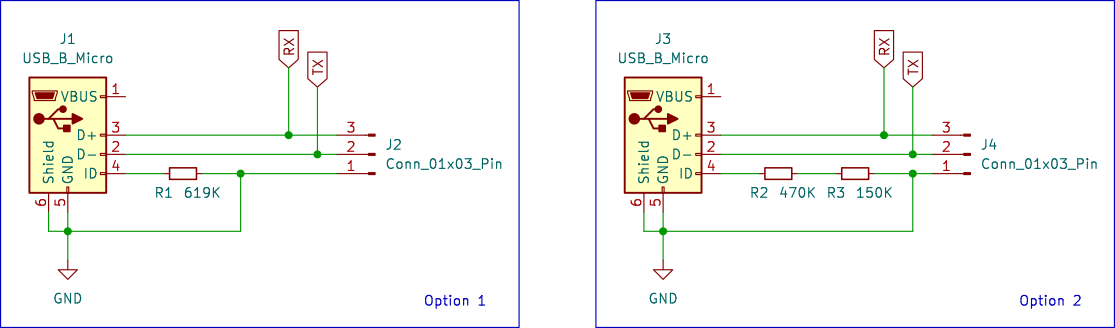 J1
USB_B_Micro
RX
TX
VBUS
1
D+
3
D-
2
ID
4
Shield
GND
6
5
R1 619K
3
2
1
J2
Conn_01x03_Pin
GND
Option 1
J3
USB_B_Micro
RX
TX
VBUS
1
D+
3
D-
2
ID
4
Shield
GND
6
5
R2 470K
R3 150K
3
2
1
J4
Conn_01x03_Pin
GND
Option 2